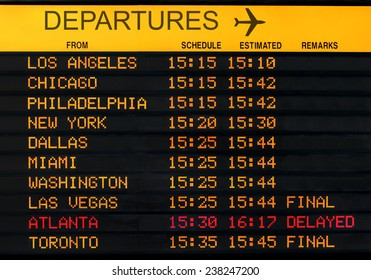 DEPARTURES
FROM SCHEDULE ESTIMATED REMARKS
LOS ANGELES 15:15 15:10
CHICAGO 15:15 15:42
PHILADELPHIA 15:15 15:42
NEW YORK 15:20 15:30
DALLAS 15:25 15:44
MIAMI 15:25 15:44
WASHINGTON 15:25 15:44
LAS VEGAS 15:25 15:44 FINAL
ATLANTA 15:30 16:17 DELAYED
TORONTO 15:35 15:45 FINAL
shutterstock.com · 238247200